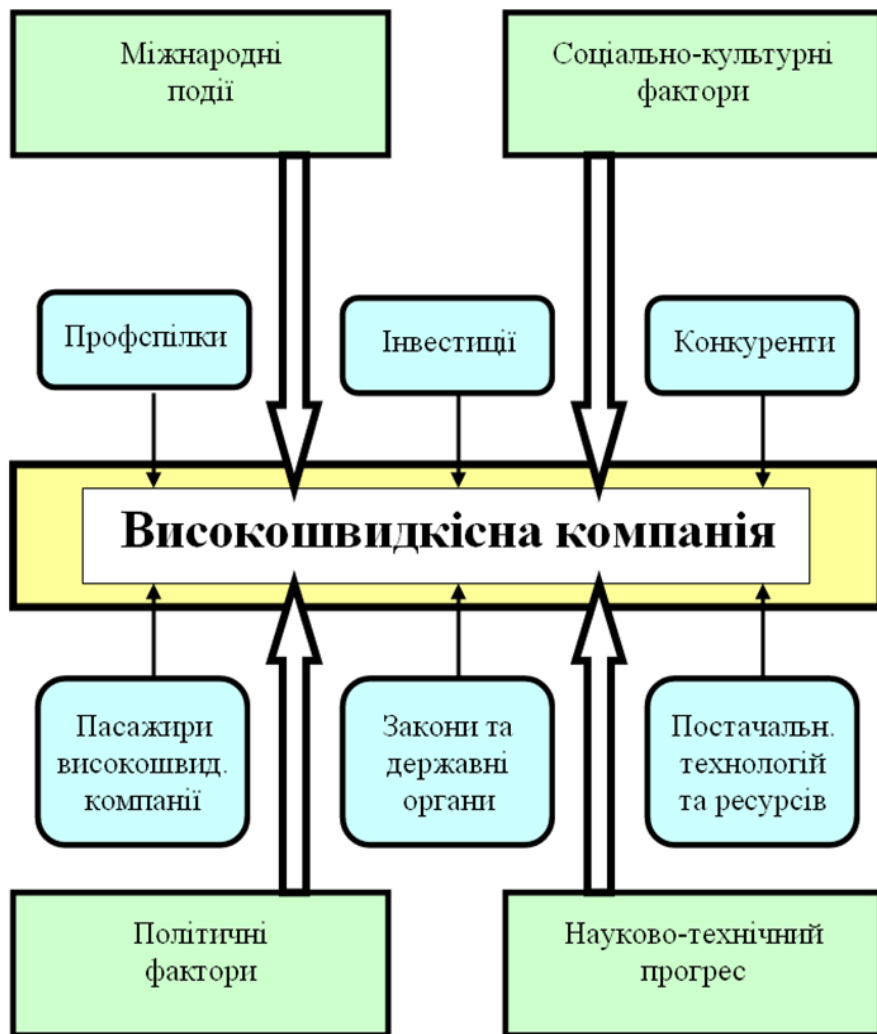 Міжнародні
події
Соціально-культурні
фактори
Профспілки
Інвестиції
Конкуренти
Високошвидкісна компанія
Пасажири
високошвид.
компанії
Закони та
державні
органи
Постачальн.
технологій
та ресурсів
Політичні
фактори
Науково-технічний
прогрес